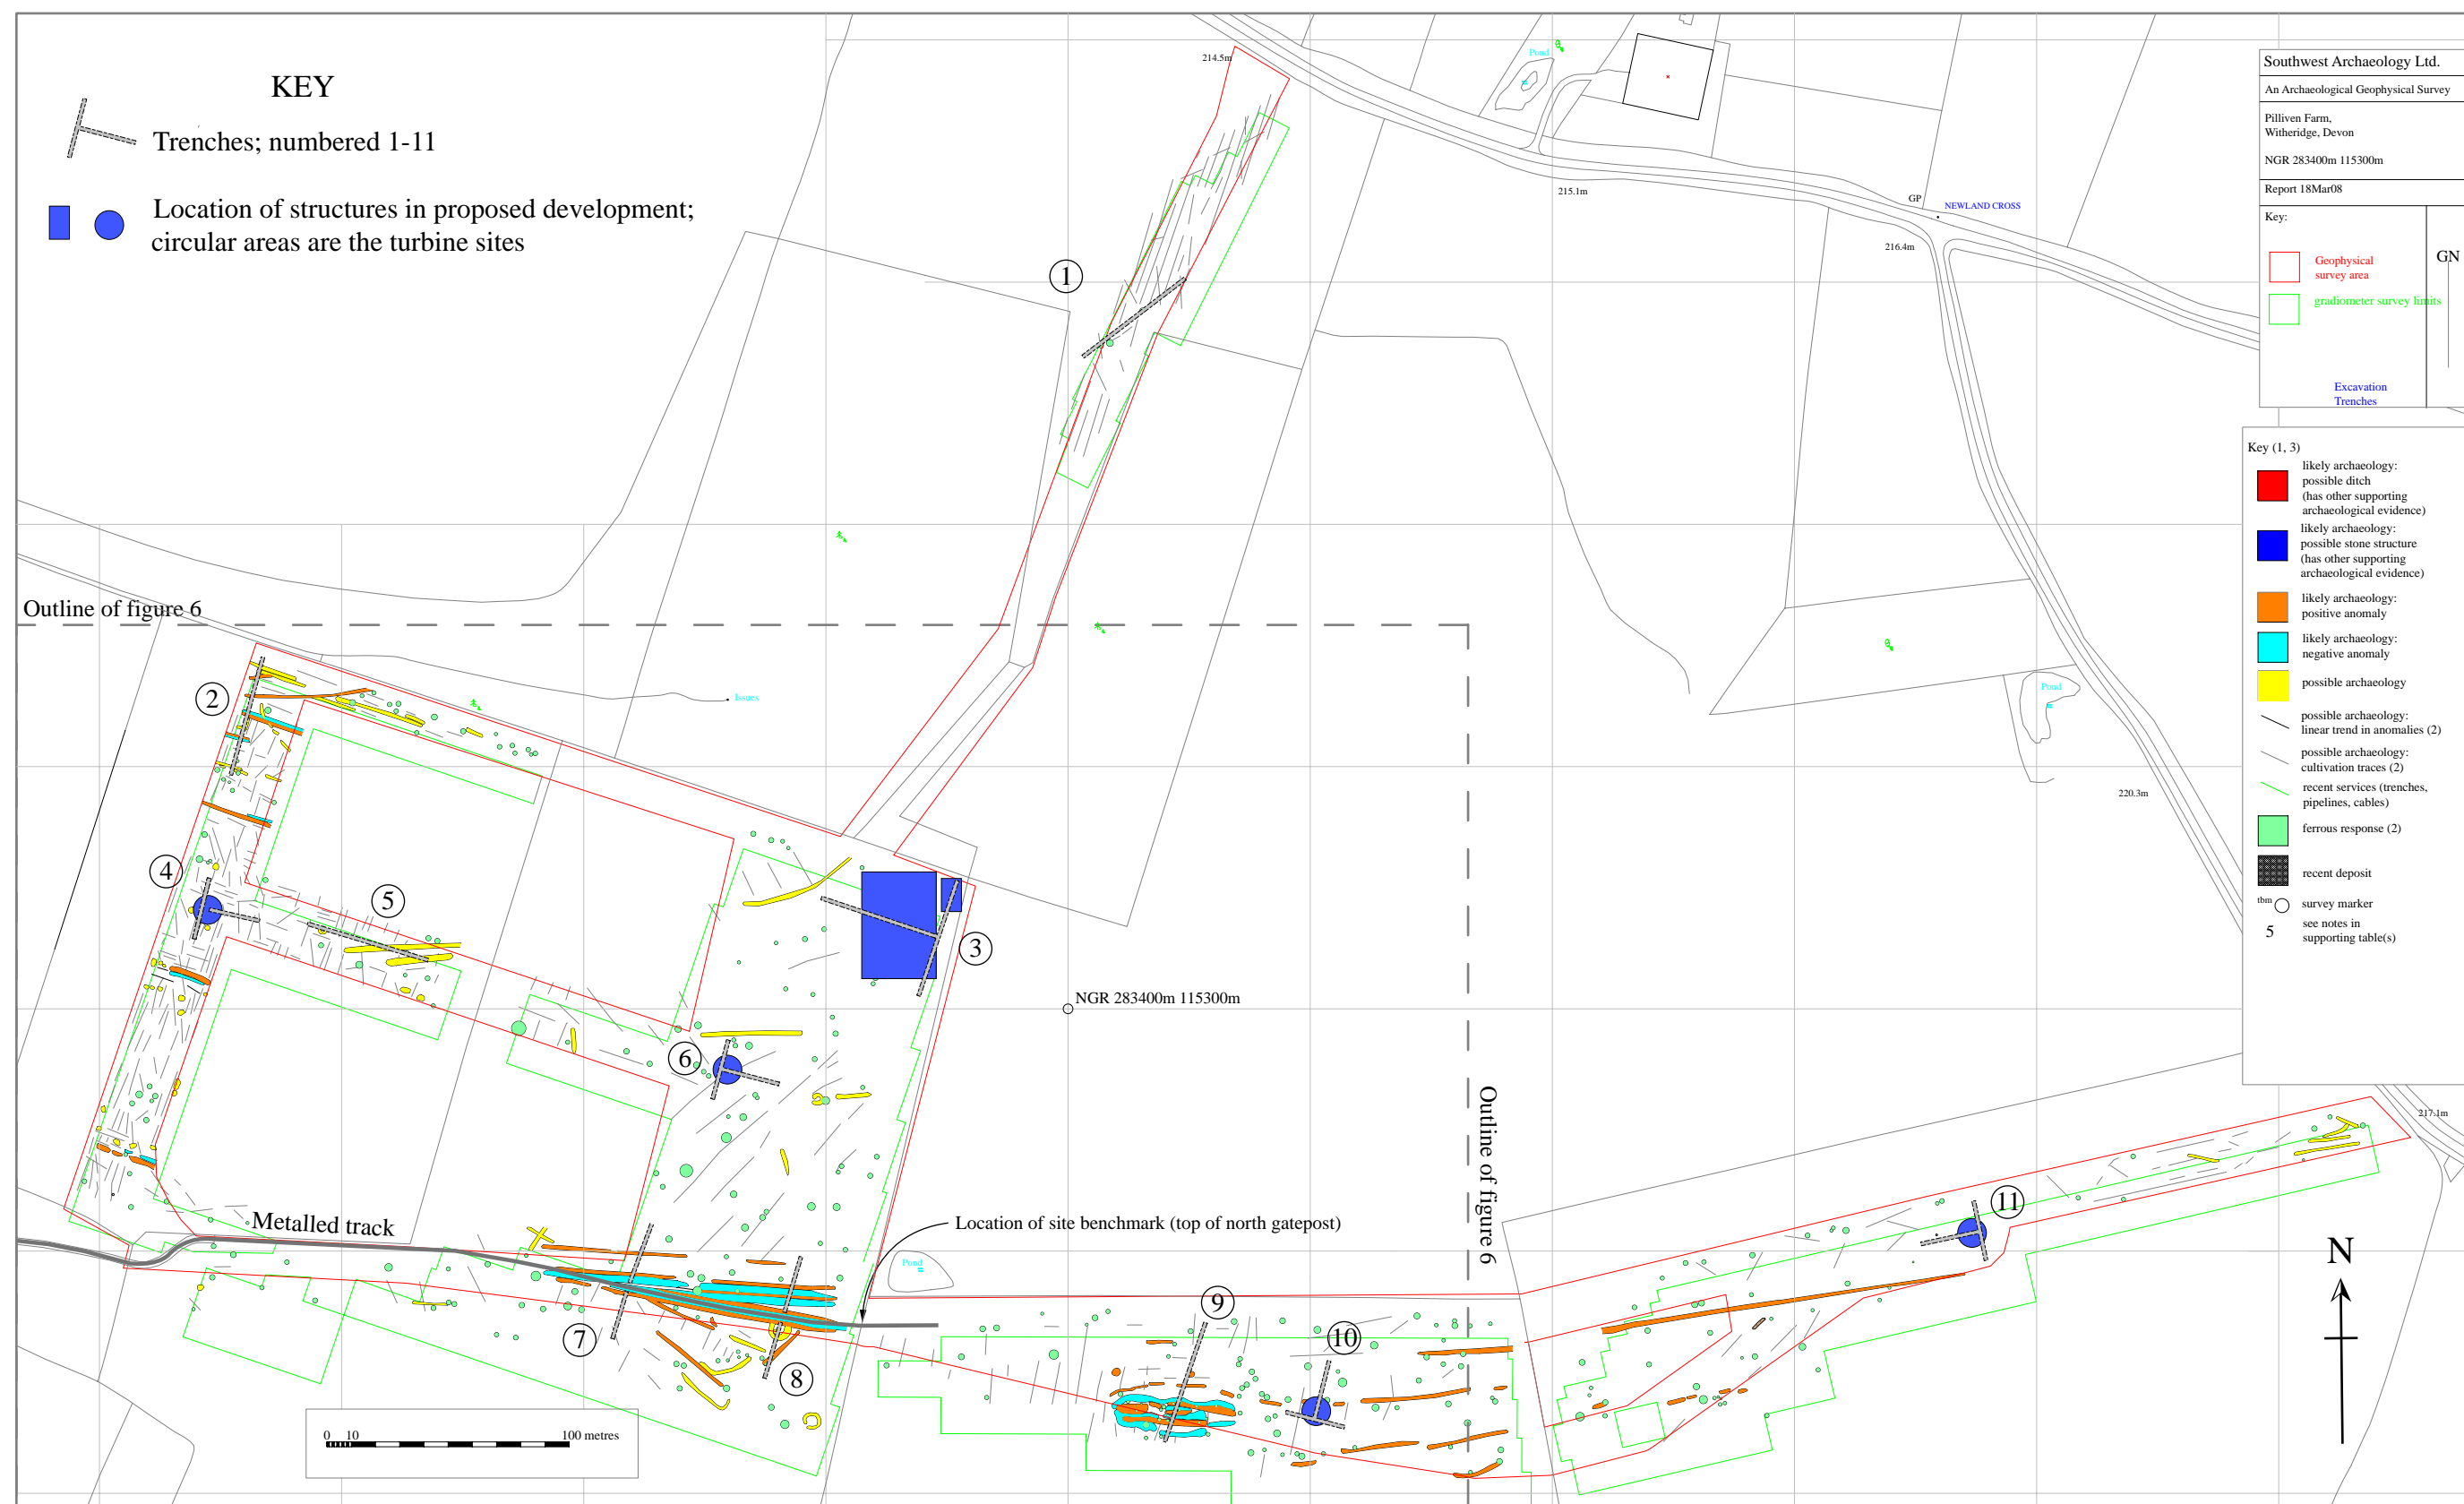 KEY
Trenches; numbered 1-11
Location of structures in proposed development;
circular areas are the turbine sites
214.5m
Pond
215.1m
GP
NEWLAND CROSS
216.4m
Southwest Archaeology Ltd.
An Archaeological Geophysical Survey
Pilliven Farm,
Witheridge, Devon
NGR 283400m 115300m
Report 18Mar08
Key:
GN
Geophysical
survey area
gradiometer survey limits
Excavation
Trenches
Key (1, 3)
likely archaeology:
possible ditch
(has other supporting
archaeological evidence)
likely archaeology:
possible stone structure
(has other supporting
archaeological evidence)
likely archaeology:
positive anomaly
likely archaeology:
negative anomaly
possible archaeology
possible archaeology:
linear trend in anomalies (2)
possible archaeology:
cultivation traces (2)
recent services (trenches,
pipelines, cables)
ferrous response (2)
recent deposit
tbm
survey marker
5
see notes in
supporting table(s)
1
Outline of figure 6
2
Issues
Pond
220.3m
4
5
3
NGR 283400m 115300m
6
Outline of figure 6
217.1m
11
Metalled track
Location of site benchmark (top of north gatepost)
Pond
N
7
8
9
10
0 10 100 metres